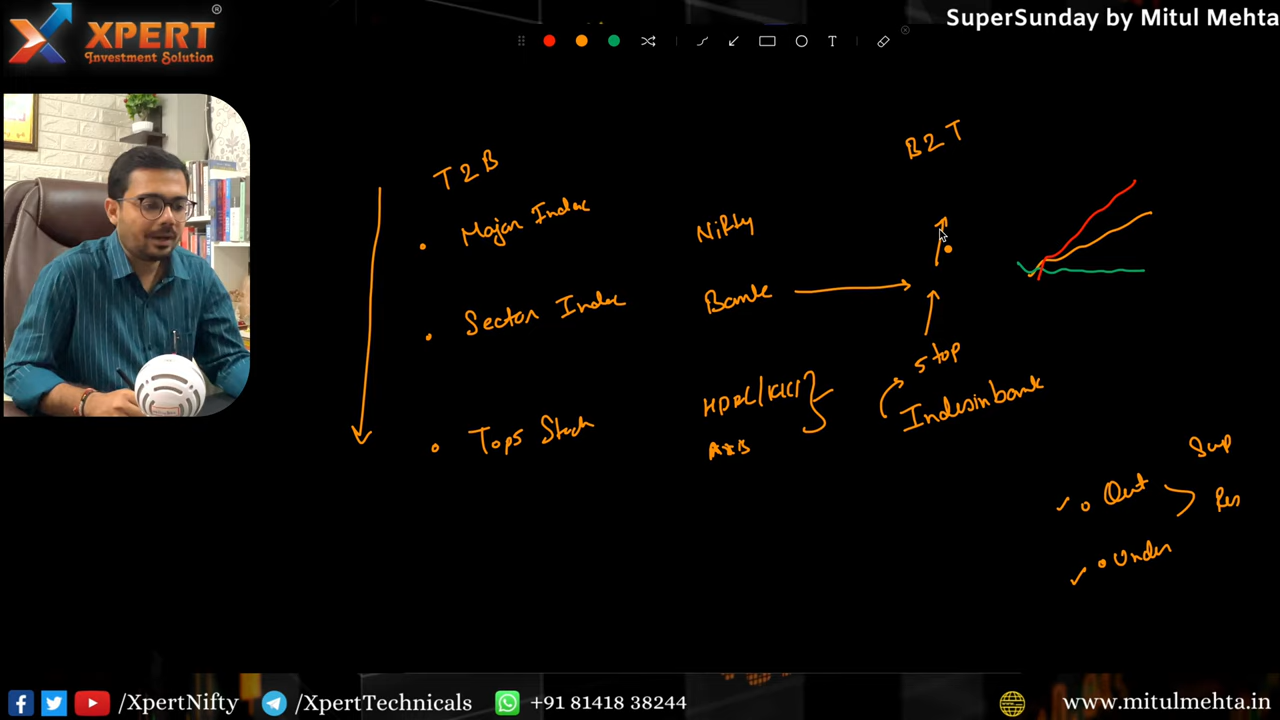 SuperSunday by Mitul Mehta
XPERT
Investment Solution
®
T
T2B
B2T
Major Index
Nifty
Sector Index
Bank
Stop
HDFC/ICICI
Indusinbank
Axis
Top5 Stock
Sup
Out
Res
Under
/XpertNifty
/XpertTechnicals
+91 81418 38244
www.mitulmehta.in